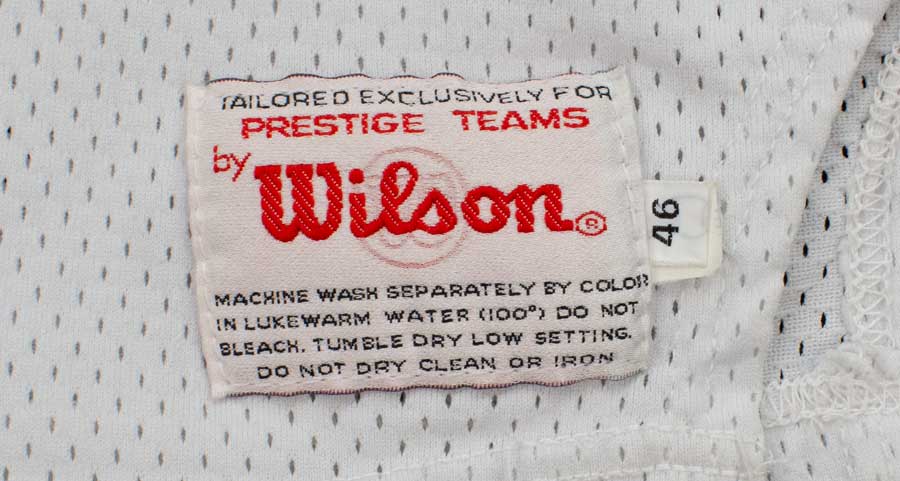 TAILORED EXCLUSIVELY FOR
PRESTIGE TEAMS
by
Wilson®
46
MACHINE WASH SEPARATELY BY COLOR
IN LUKEWARM WATER (100°) DO NOT
BLEACH. TUMBLE DRY LOW SETTING.
DO NOT DRY CLEAN OR IRON